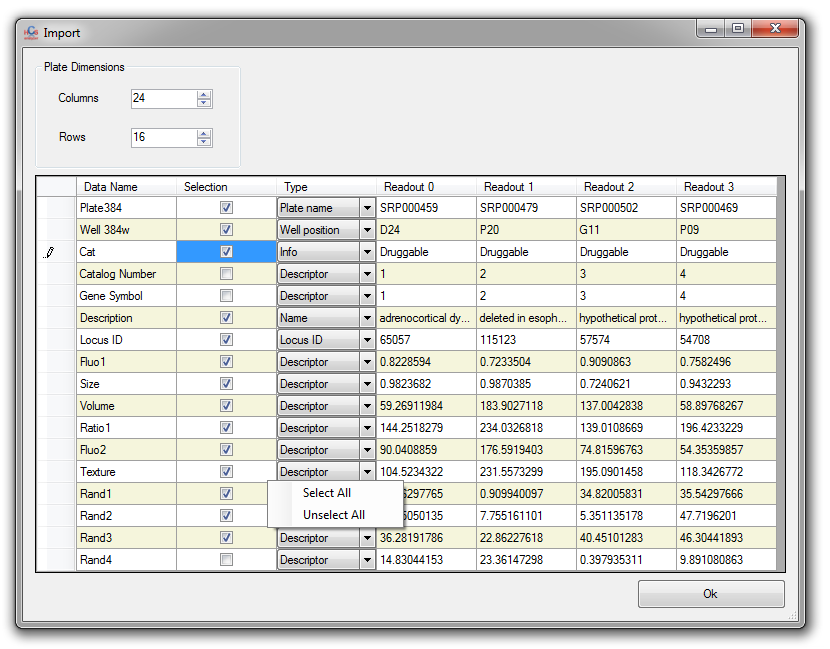 Import
Plate Dimensions
Columns 24
Rows 16
Data Name Selection Type Readout 0 Readout 1 Readout 2 Readout 3
Plate384 Plate name SRP000459 SRP000479 SRP000502 SRP000469
Well 384w Well position D24 P20 G11 P09
Cat Info Druggable Druggable Druggable Druggable
Catalog Number Descriptor 1 2 3 4
Gene Symbol Descriptor 1 2 3 4
Description Name adrenocortical dy... deleted in esoph... hypothetical prot... hypothetical prot...
Locus ID Locus ID 65057 115123 57574 54708
Fluo1 Descriptor 0.8228594 0.7233504 0.9090863 0.7582496
Size Descriptor 0.9823682 0.9870385 0.7240621 0.9432293
Volume Descriptor 59.26911984 183.9027118 137.0042838 58.89768267
Ratio1 Descriptor 144.2518279 234.0326818 139.0108669 196.4233229
Fluo2 Descriptor 90.0408859 176.5919403 74.81596763 54.35359857
Texture Descriptor 104.5234322 231.5573299 195.0901458 118.3426772
Rand1 Select All 6297765 0.909940097 34.82005831 35.54297666
Rand2 Unselect All 5050135 7.755161101 5.351135178 47.7196201
Rand3 Descriptor 36.28191786 22.86227618 40.45101283 46.30441893
Rand4 Descriptor 14.83044153 23.36147298 0.397935311 9.891080863
Ok